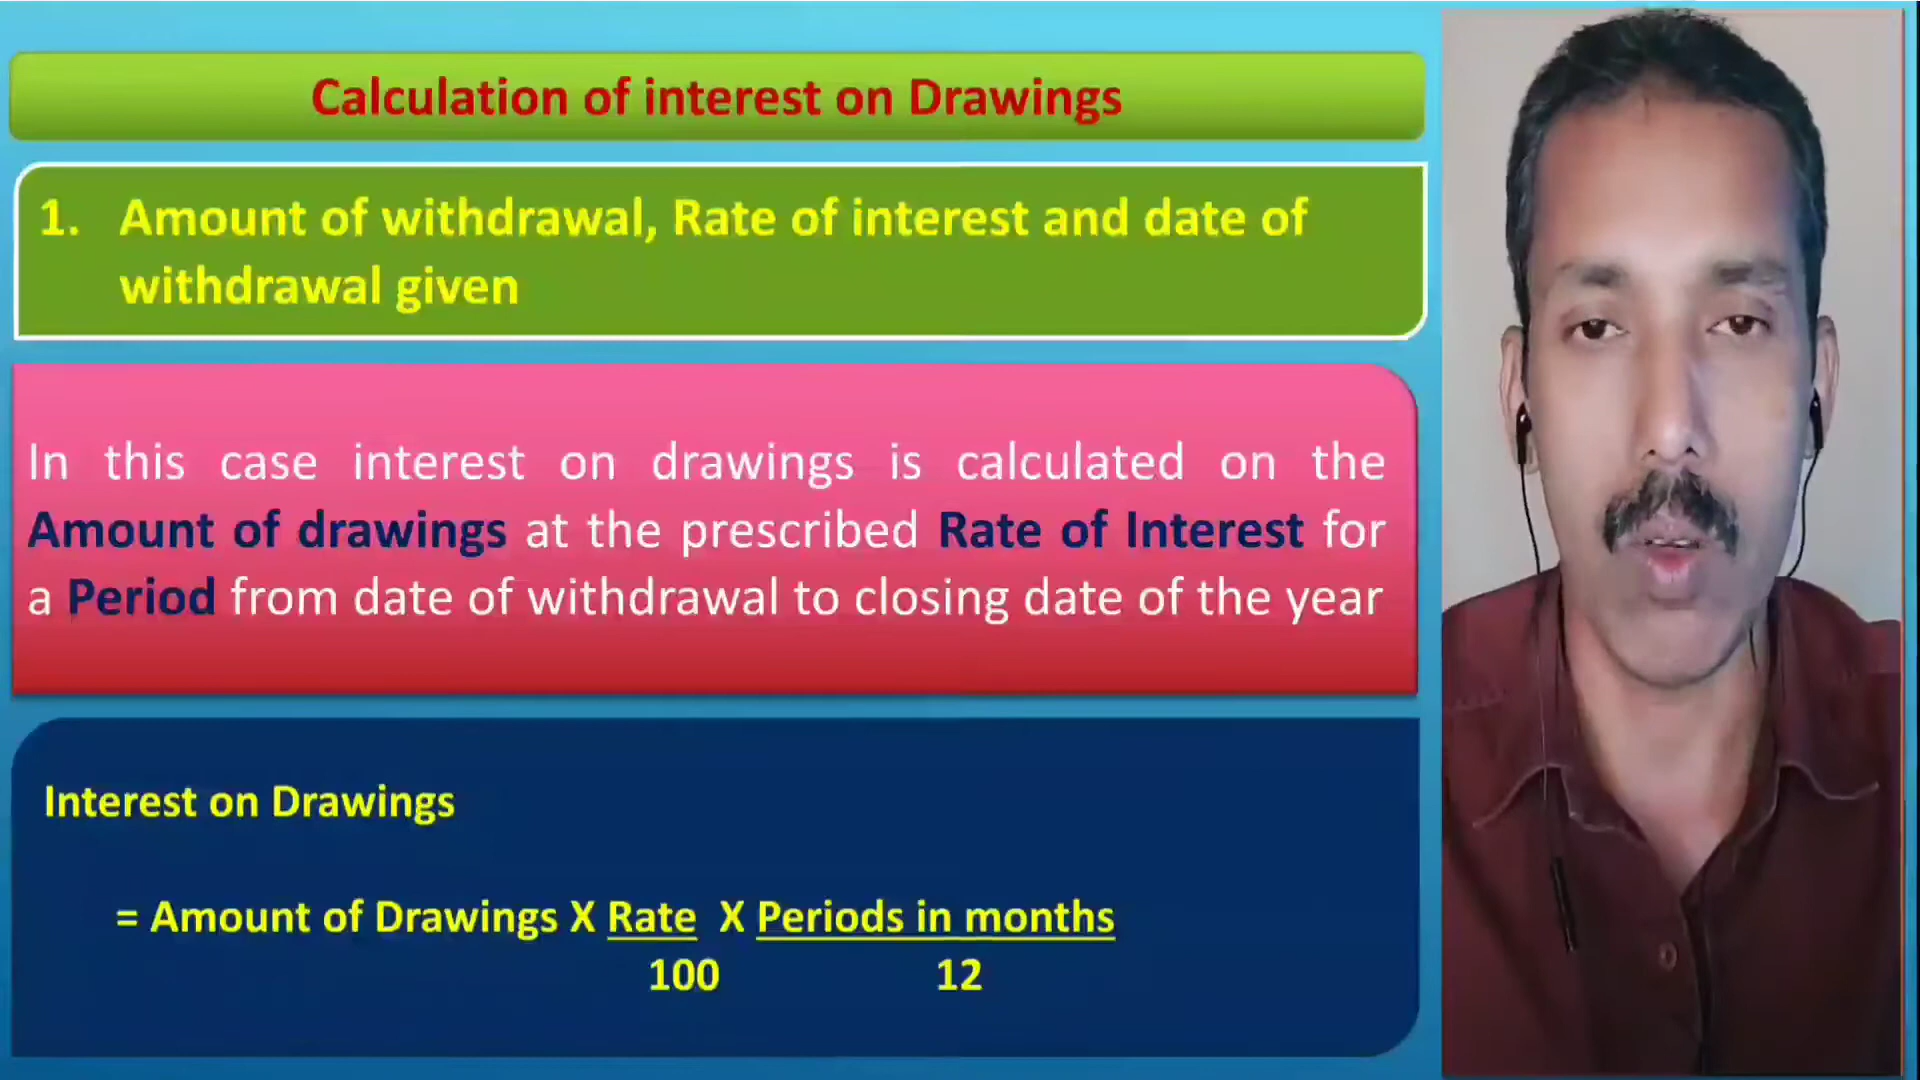 Calculation of interest on Drawings
1. Amount of withdrawal, Rate of interest and date of
withdrawal given
In this case interest on drawings is calculated on the
Amount of drawings at the prescribed Rate of Interest for
a Period from date of withdrawal to closing date of the year
Interest on Drawings
= Amount of Drawings X Rate X Periods in months
100 12